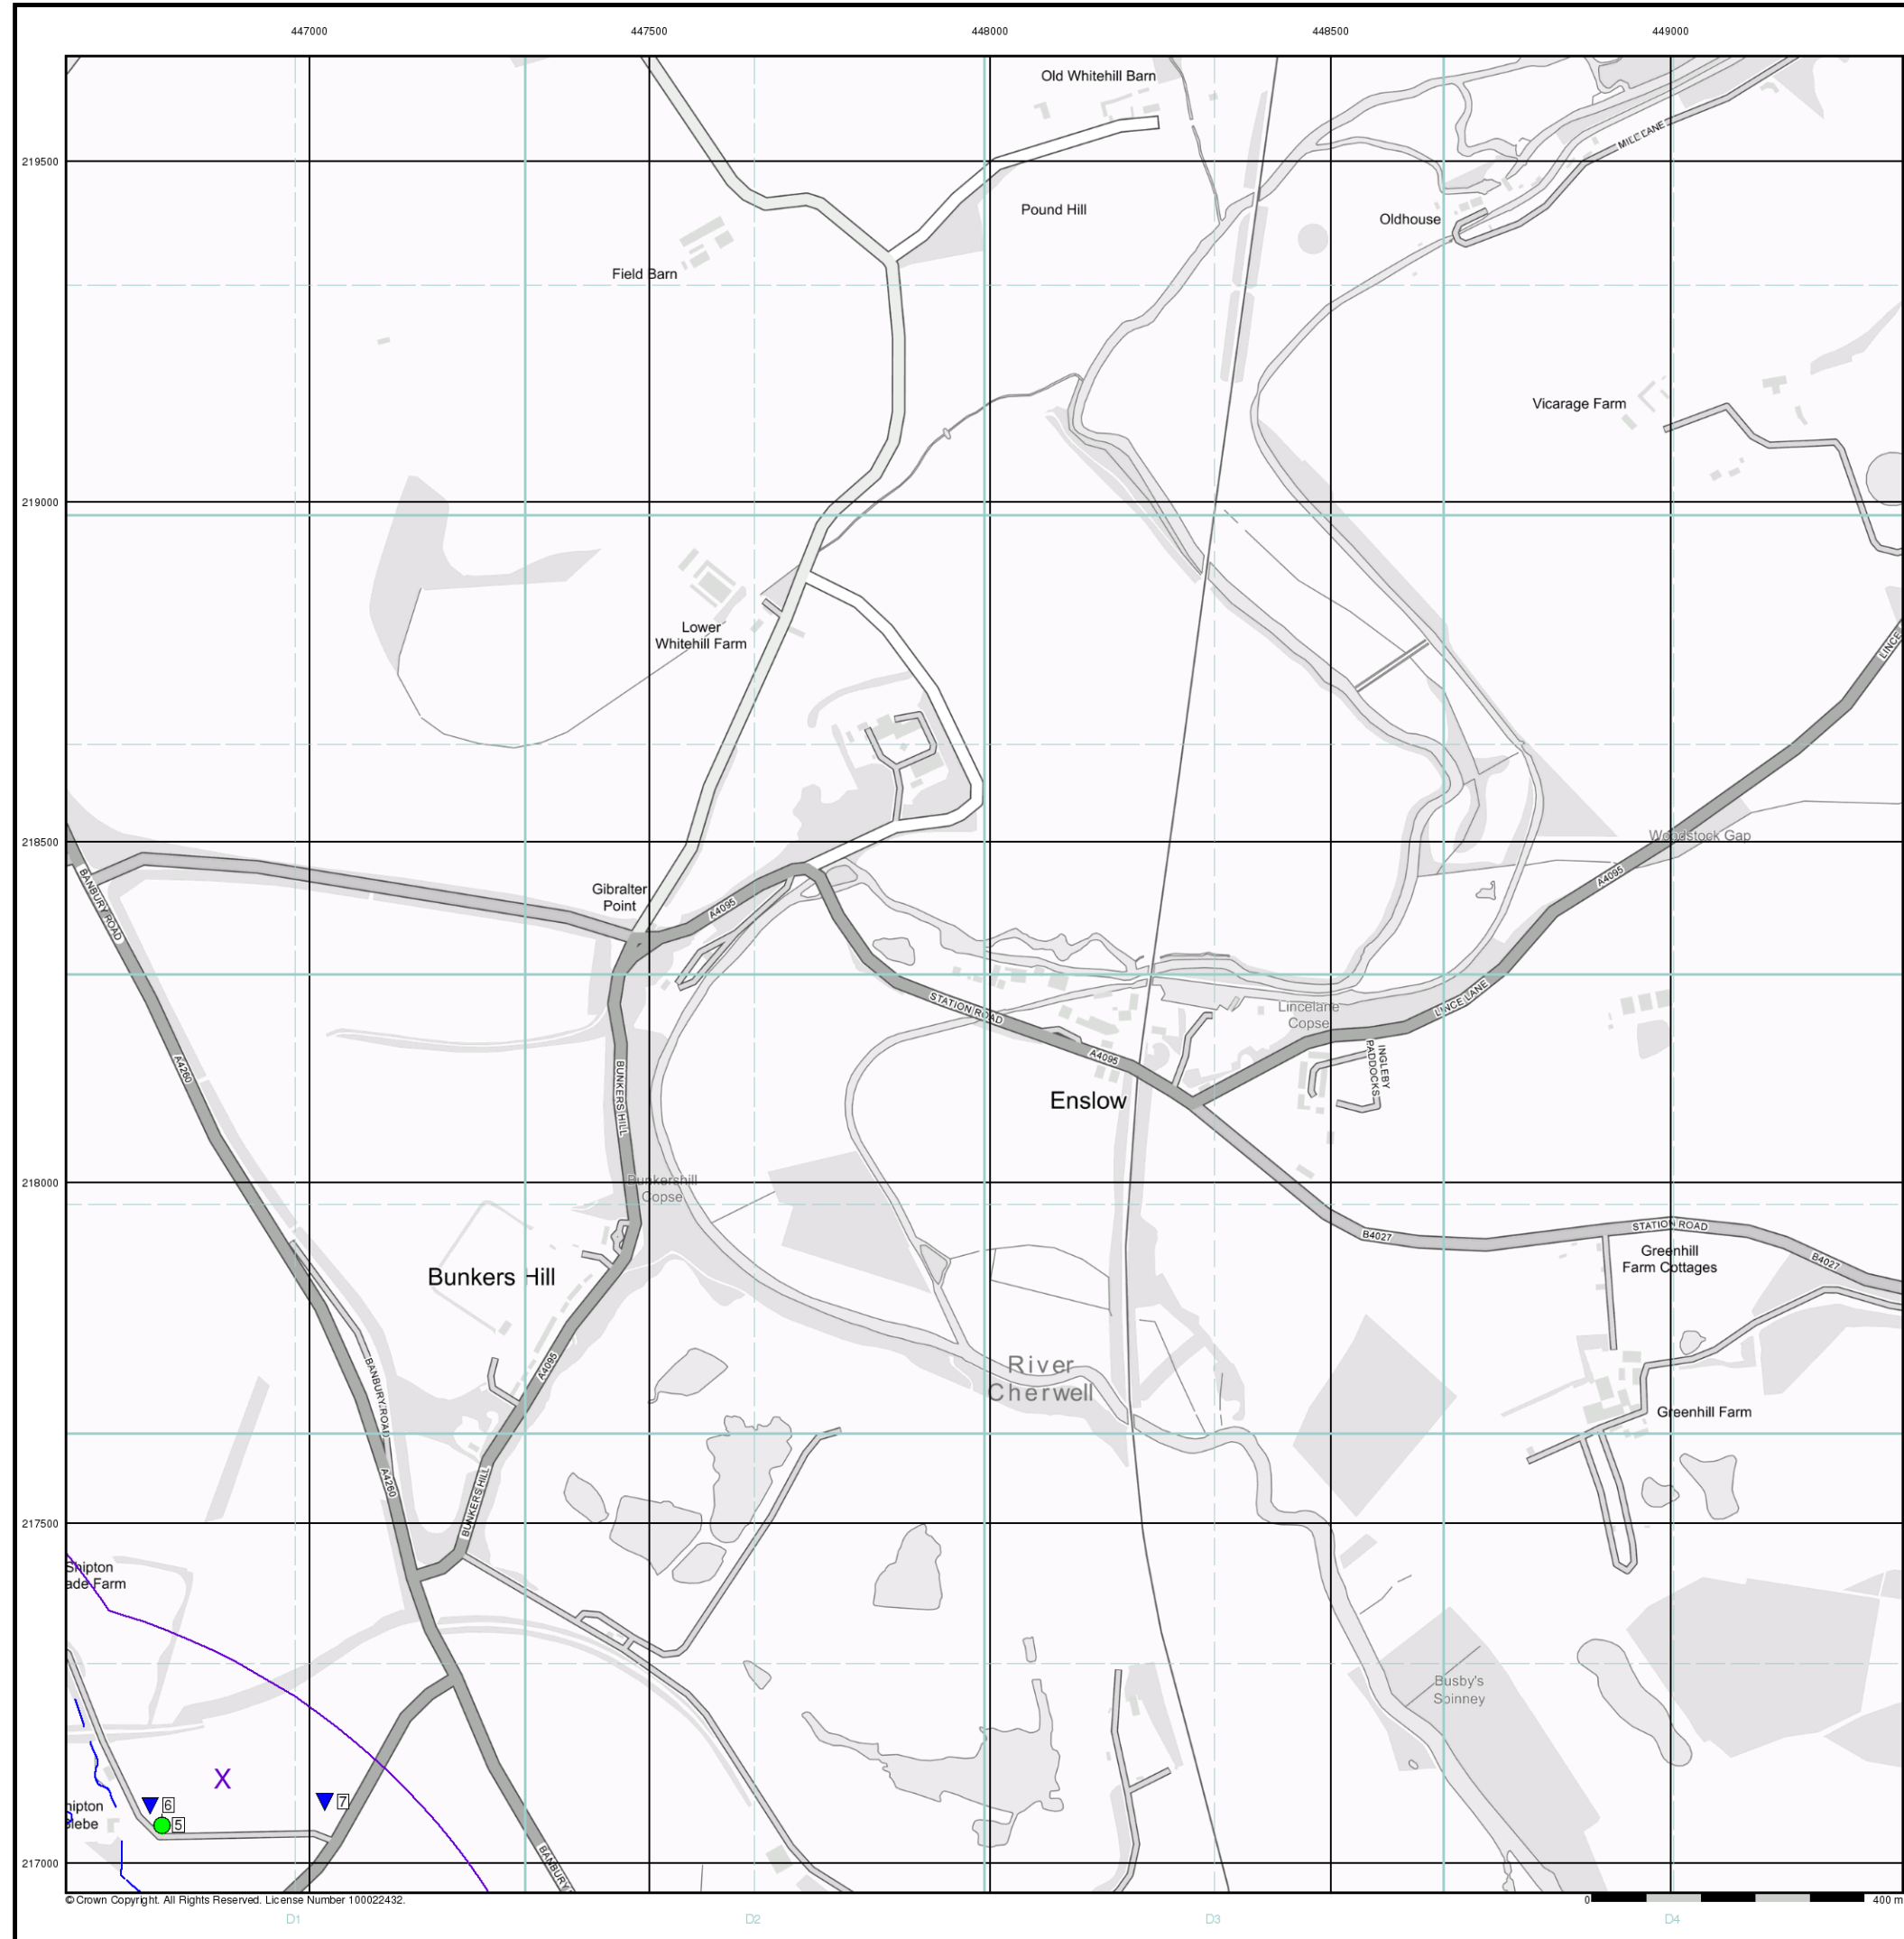 447000 447500 448000 448500 449000
Old Whitehill Barn
MILL LANE
219500
Pound Hill
Oldhouse
Field Barn
Vicarage Farm
219000
Lower
Whitehill Farm
LINCE
218500
Woodstock Gap
A4095
BANBURY ROAD
Gibralter
Point
A4095
STATION ROAD
LINCE LANE
Lincelane
Copse
A4260
BUNKERS HILL
A4095
INGLEBY
PADDOCKS
Enslow
218000
Bunkershill
Copse
STATION ROAD
B4027
B4027
Greenhill
Farm Cottages
Bunkers Hill
A4095
BANBURY ROAD
River
Cherwell
Greenhill Farm
A4260
BUNKERS HILL
217500
Shipton
ade Farm
Busby's
Spinney
X
6
7
hipton
lebe
5
217000
BANBURY
© Crown Copyright. All Rights Reserved. License Number 100022432.
0 400 m
D1 D2 D3 D4